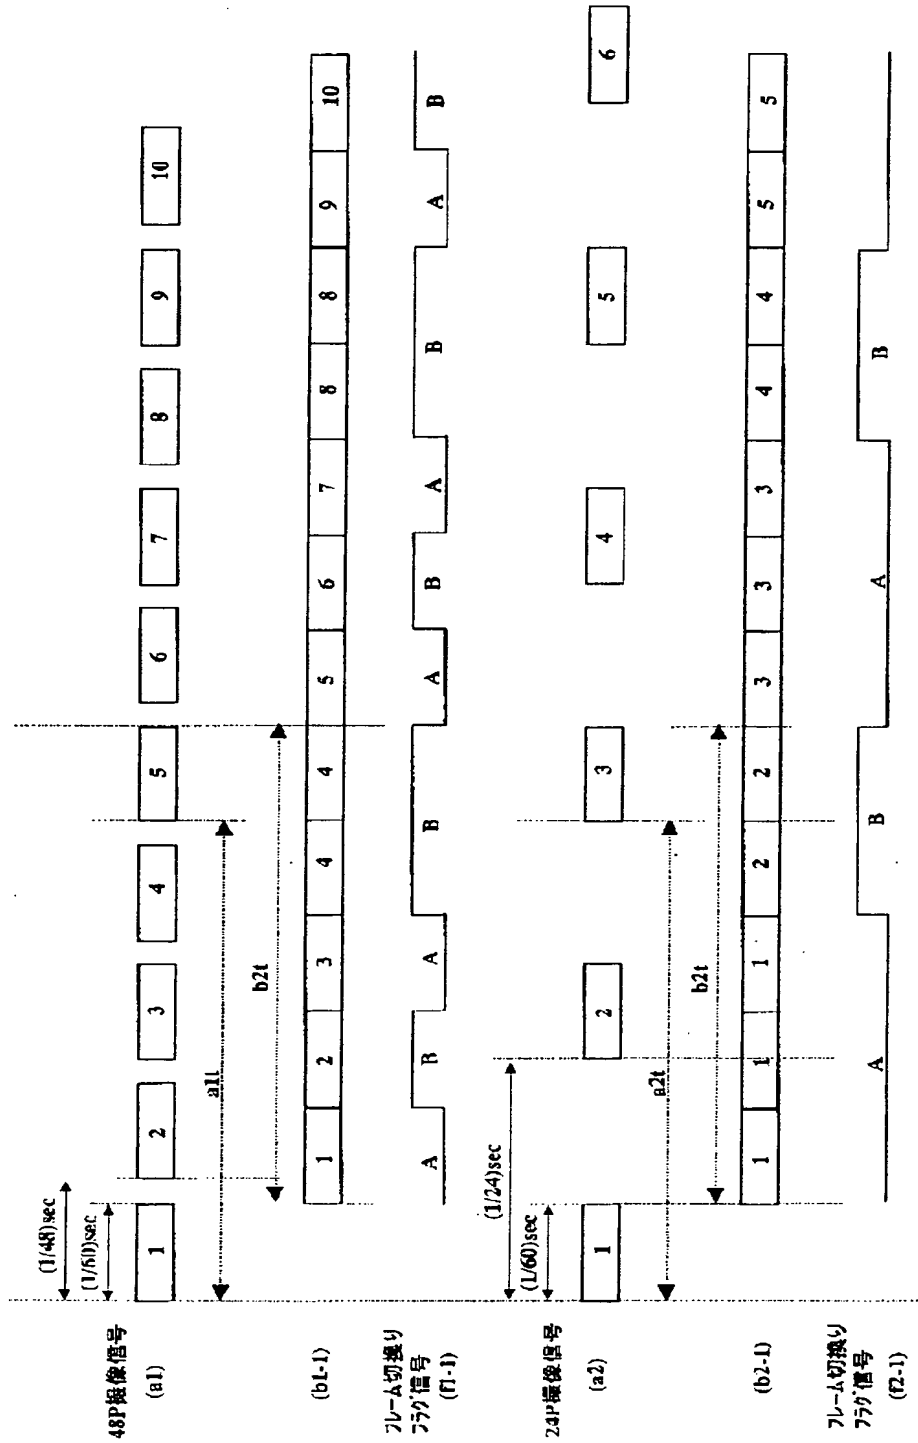 (1/48)sec
(1/60)sec
48P撮像信号
(a1)
1 2 3 4 5 6 7 8 9 10
a1t
b2t
(b1-1)
1 2 3 4 4 5 6 7 8 8 9 10
フレーム切換り
フラグ信号
(f1-1)
A B A B A B A B A B
(1/24)sec
(1/60)sec
24P撮像信号
(a2)
1 2 3 4 5 6
a2t
b2t
(b2-1)
1 1 1 2 2 3 3 3 4 4 5 5
フレーム切換り
フラグ信号
(f2-1)
A B A B